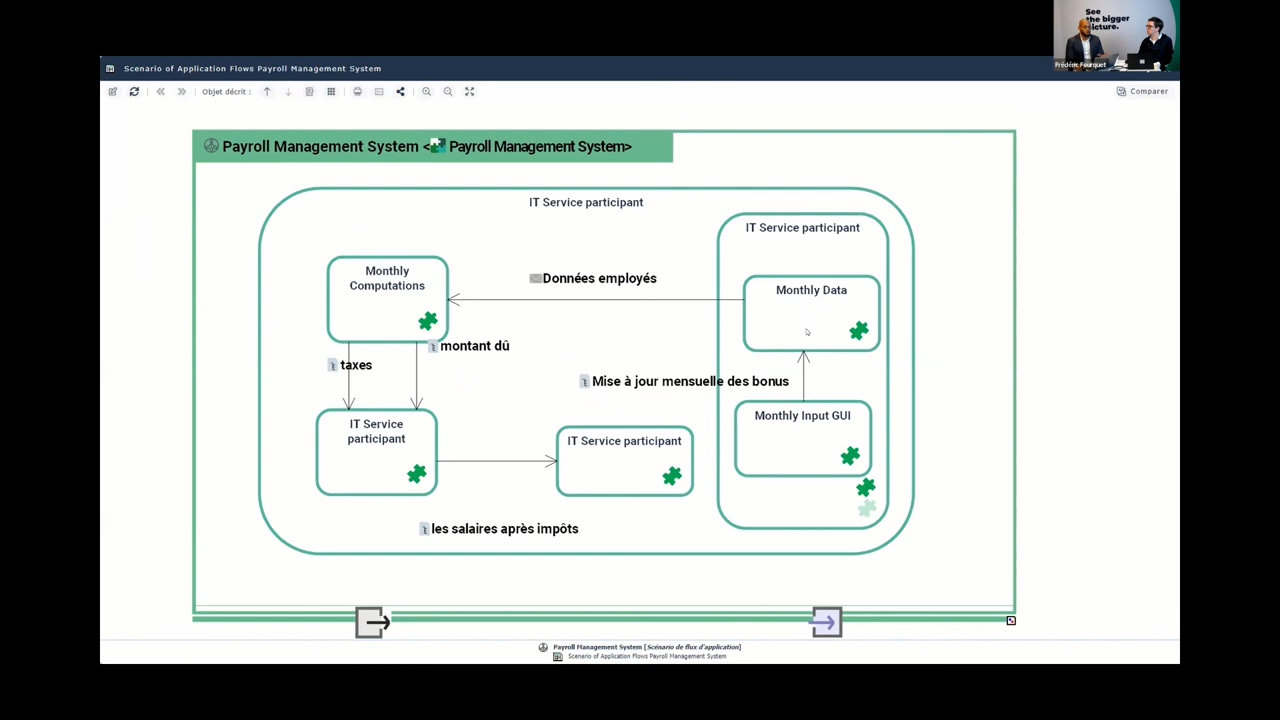 See
the bigger
picture.
Frédéric Fourquet
Scenario of Application Flows Payroll Management System
Objet décrit :
Comparer
Payroll Management System < Payroll Management System>
IT Service participant
IT Service participant
Monthly
Computations
Données employés
Monthly Data
montant dû
taxes
Mise à jour mensuelle des bonus
Monthly Input GUI
IT Service
participant
IT Service participant
les salaires après impôts
Payroll Management System [Scénario de flux d'application]
Scenario of Application Flows Payroll Management System